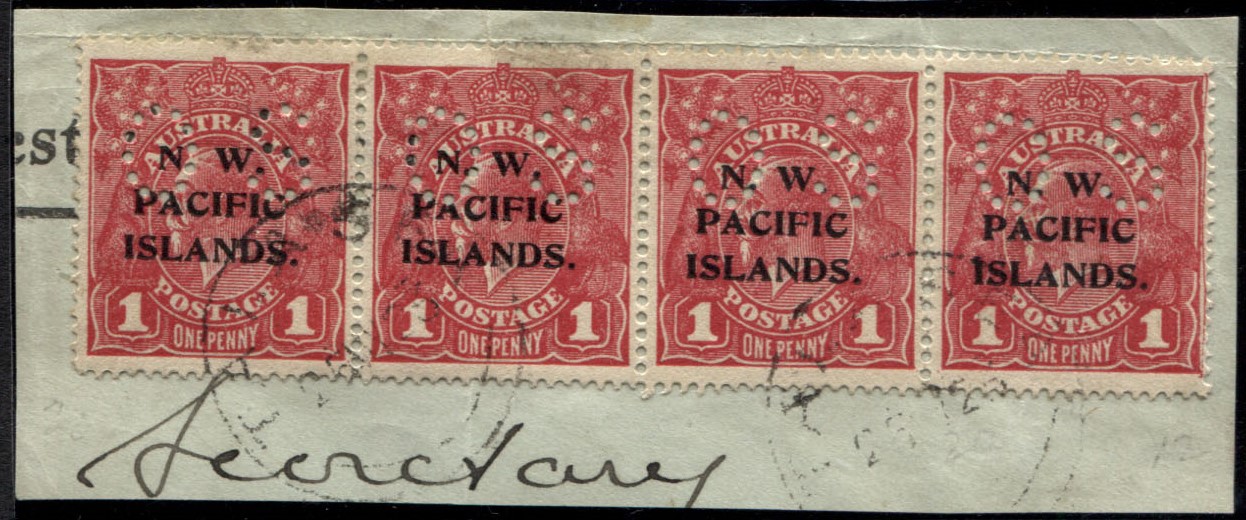 est
AUSTRALIA
N. W.
PACIFIC
ISLANDS.
POSTAGE
1 ONE PENNY 1
AUSTRALIA
N. W.
PACIFIC
ISLANDS.
POSTAGE
1 ONE PENNY 1
AUSTRALIA
N. W.
PACIFIC
ISLANDS.
POSTAGE
1 ONE PENNY 1
AUSTRALIA
N. W.
PACIFIC
ISLANDS.
POSTAGE
1 ONE PENNY 1
Secretary